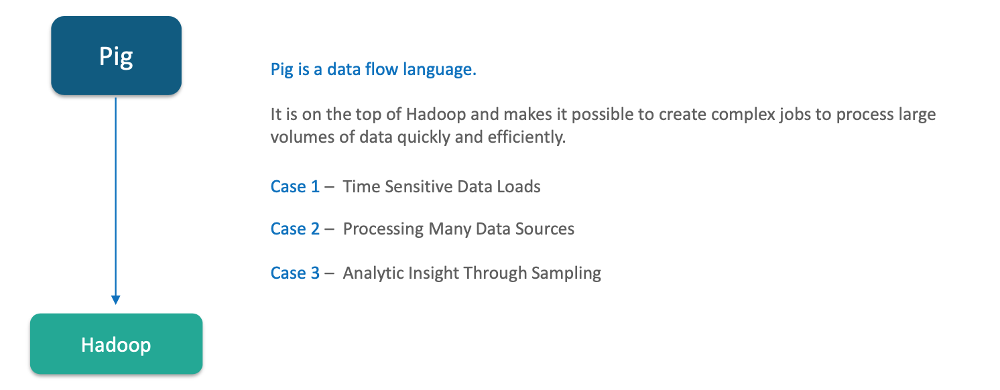 Pig
Pig is a data flow language.
It is on the top of Hadoop and makes it possible to create complex jobs to process large
volumes of data quickly and efficiently.
Case 1 – Time Sensitive Data Loads
Case 2 – Processing Many Data Sources
Case 3 – Analytic Insight Through Sampling
Hadoop